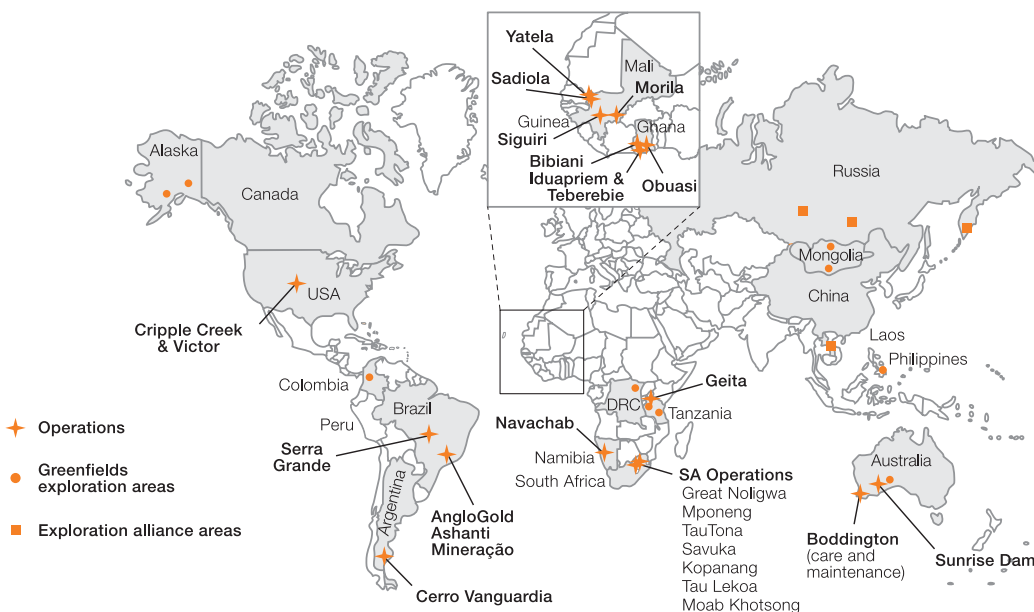 Yatela
Mali
Sadiola
Morila
Guinea
Ghana
Siguiri
Bibiani
Iduapriem &
Teberebie
Obuasi
Alaska
Canada
Russia
Mongolia
USA
China
Cripple Creek
& Victor
Laos
Philippines
Colombia
Geita
DRC
Tanzania
Brazil
Peru
Navachab
Operations
Serra
Grande
Namibia
Australia
Greenfields
exploration areas
South Africa
SA Operations
Great Noligwa
Mponeng
TauTona
Savuka
Kopanang
Tau Lekoa
Moab Khotsong
Argentina
AngloGold
Ashanti
Mineração
Exploration alliance areas
Boddington
(care and
maintenance)
Sunrise Dam
Cerro Vanguardia